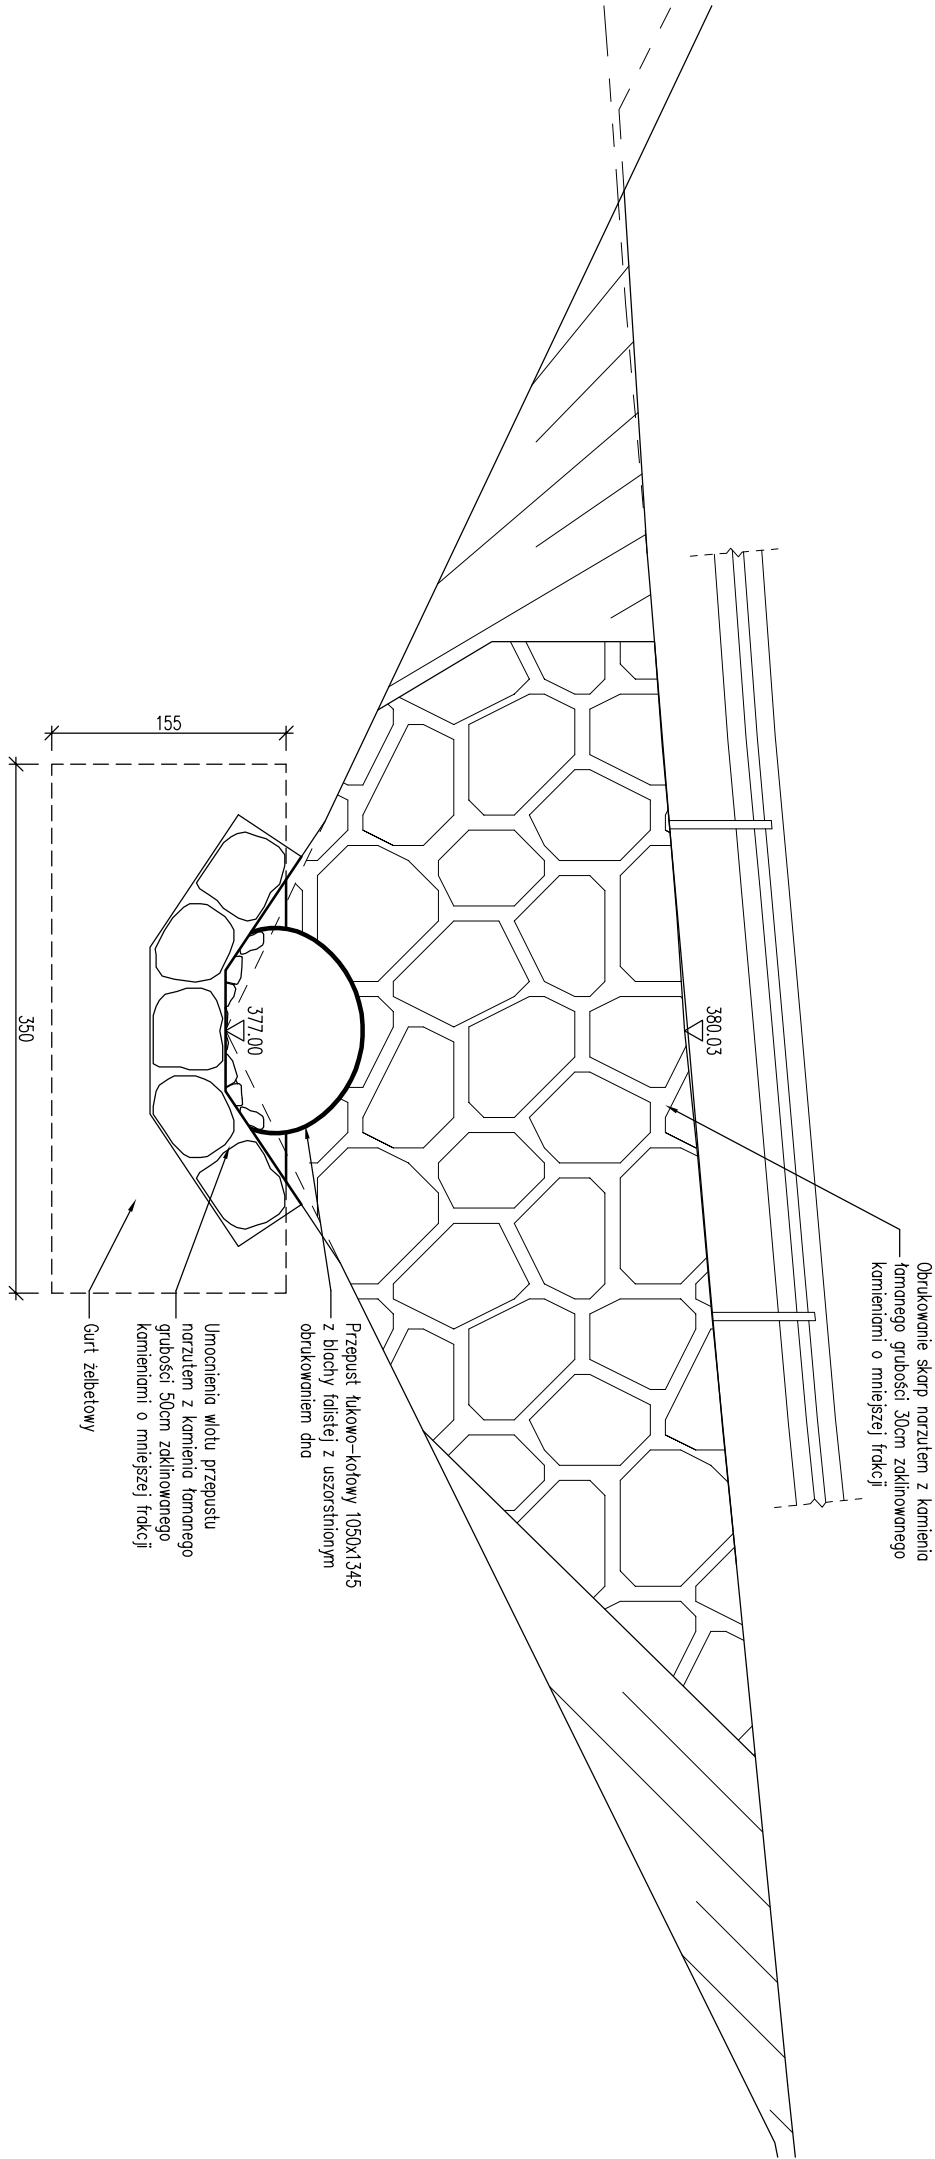 Obrukowanie skarp narzutem z kamienia
łamanego grubości 30cm zaklinowanego
kamieniami o mniejszej frakcji
380.03
377.00
Przepust łukowo-kołowy 1050x1345
z blachy falistej z uszorstnionym
obrukowaniem dna
Umocnienia wlotu przepustu
narzutem z kamienia łamanego
grubości 50cm zaklinowanego
kamieniami o mniejszej frakcji
Gurt żelbetowy
155
350